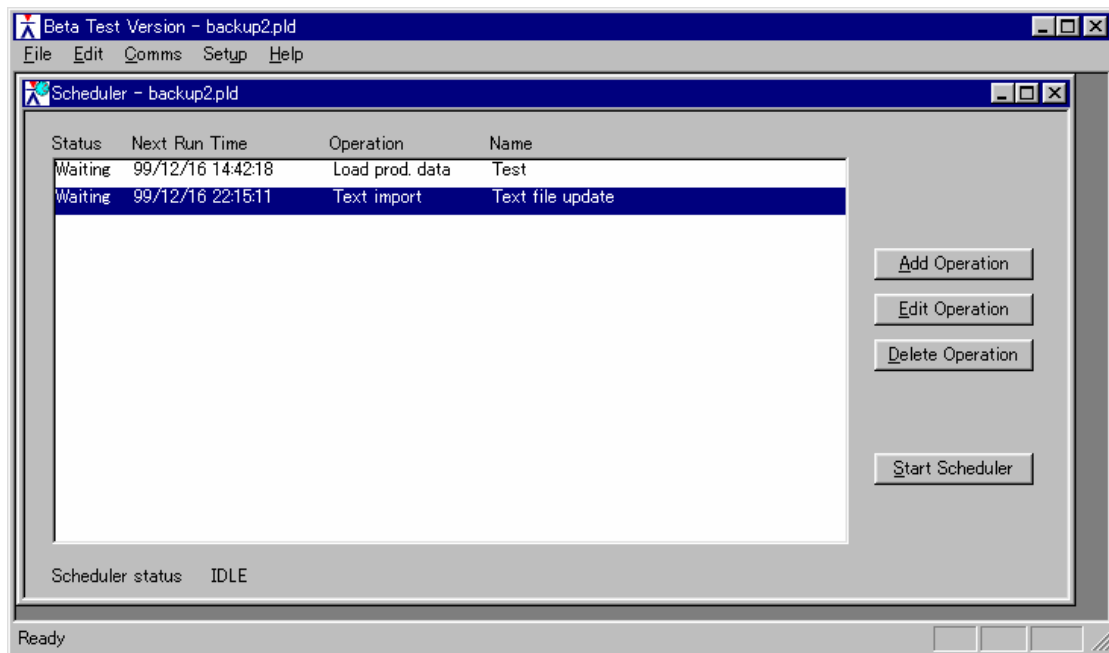 Beta Test Version - backup2.pld
File Edit Comms Setup Help
Scheduler - backup2.pld
Status Next Run Time Operation Name
Waiting 99/12/16 14:42:18 Load prod. data Test
Waiting 99/12/16 22:15:11 Text import Text file update
Add Operation
Edit Operation
Delete Operation
Start Scheduler
Scheduler status IDLE
Ready